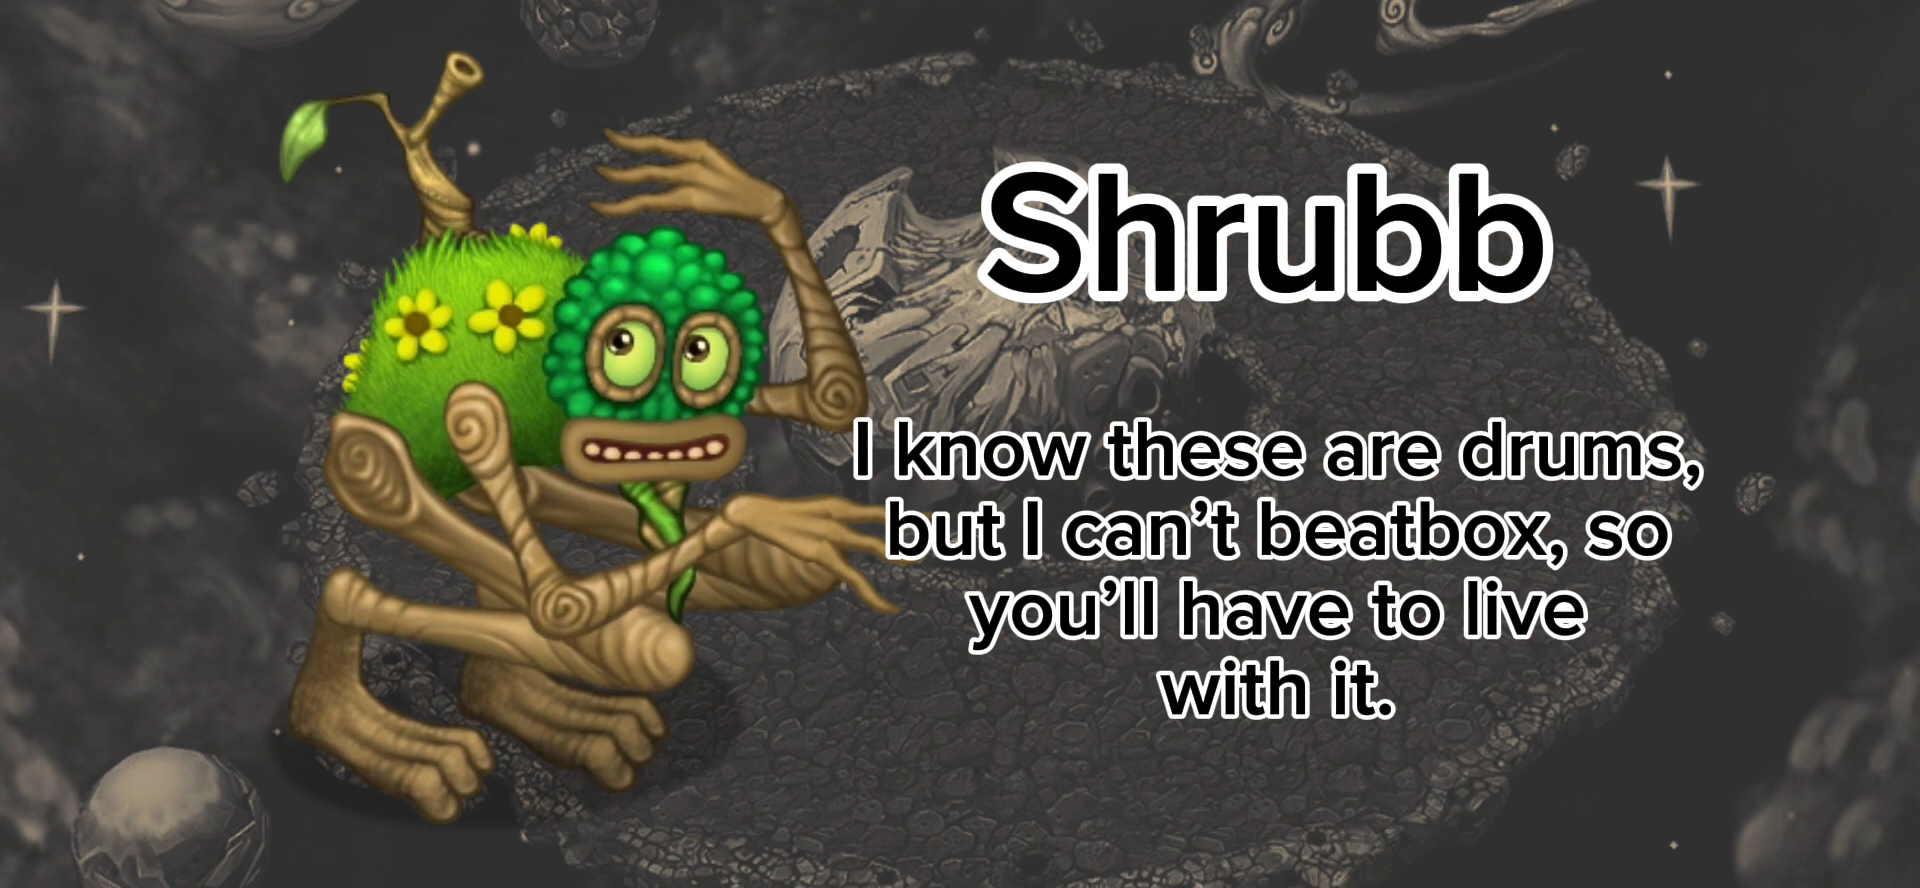 Shrubb
I know these are drums,
but I can’t beatbox, so
you’ll have to live
with it.